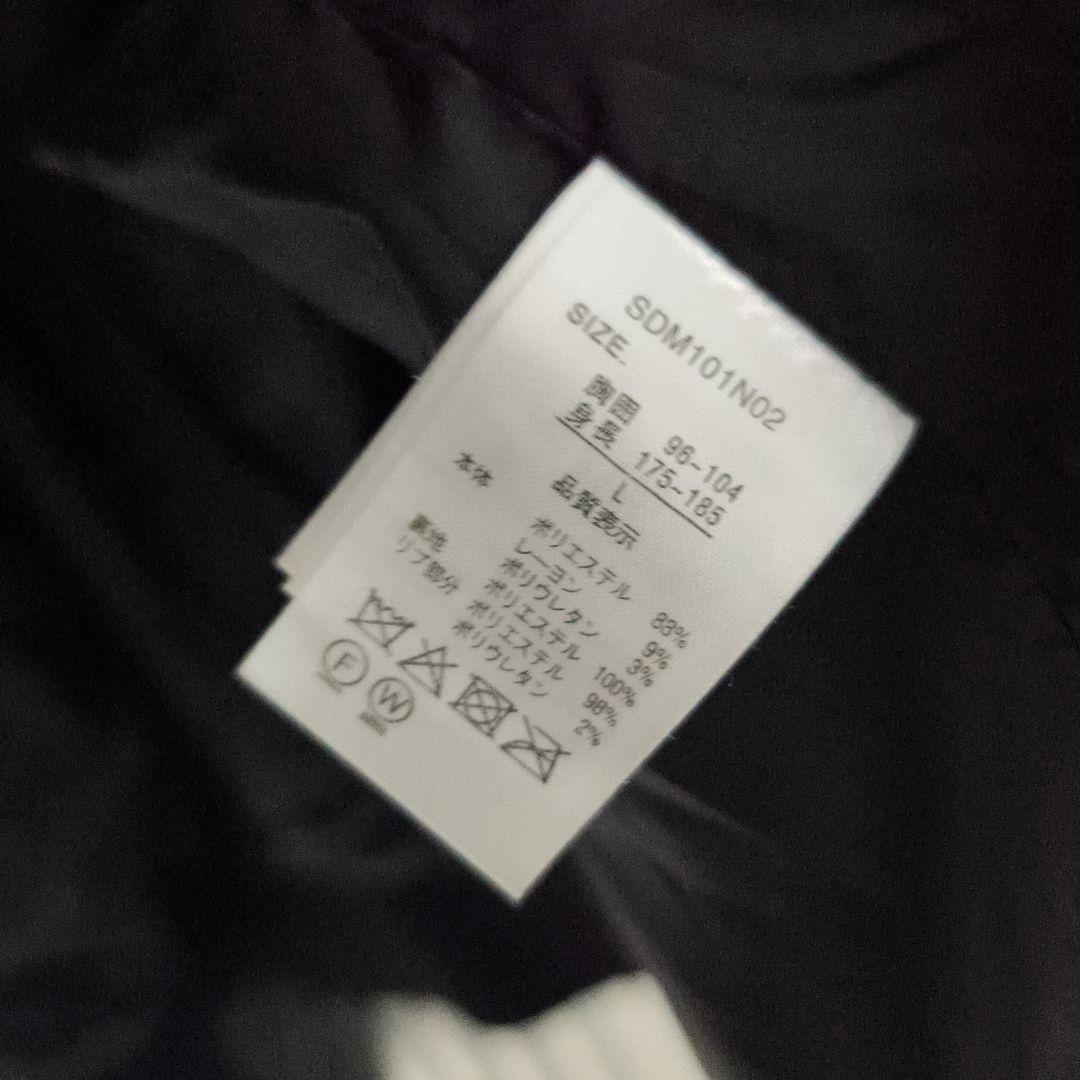 SDM101N02
SIZE.
胸囲 96~104
身長 175~185
L
品質表示
本体 ポリエステル 88%
レーヨン 9%
ポリウレタン 3%
裏地 ポリエステル 100%
リブ部分 ポリエステル 98%
ポリウレタン 2%
F
W